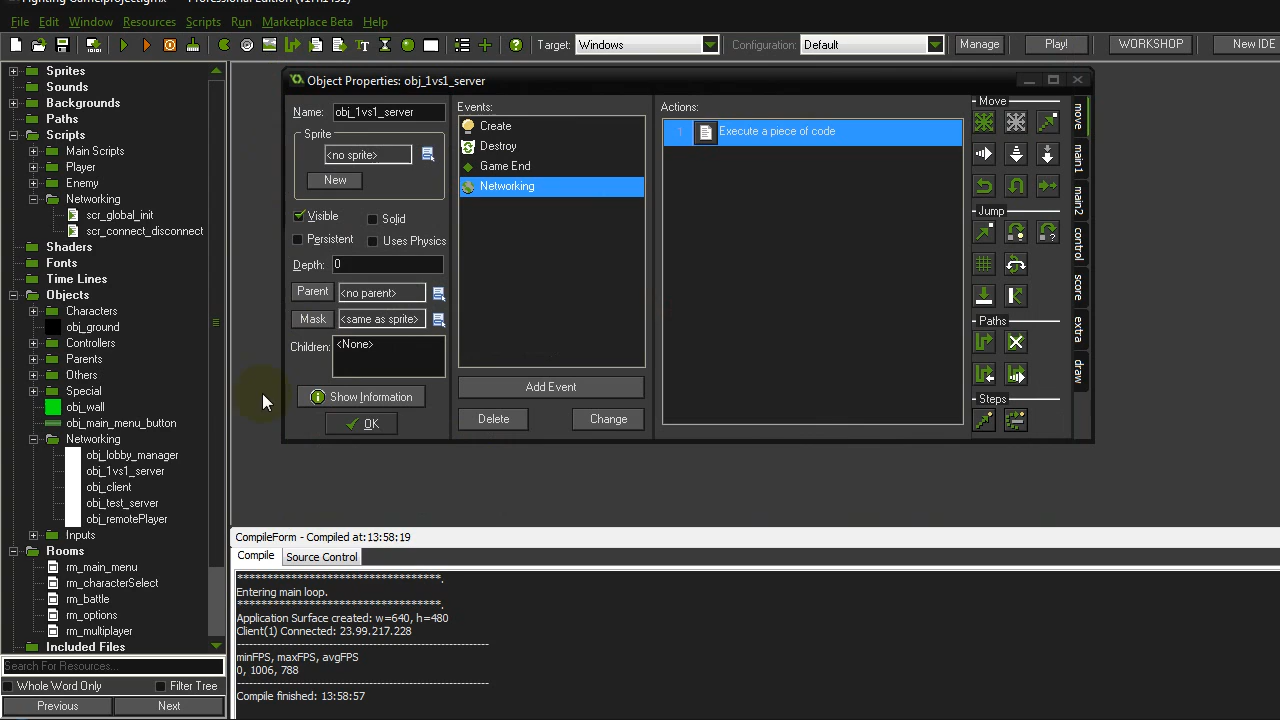 File Edit Window Resources Scripts Run Marketplace Beta Help
Target: Windows Configuration: Default Manage Play! WORKSHOP New IDE
Sprites
Sounds
Backgrounds
Paths
Scripts
Main Scripts
Player
Enemy
Networking
scr_global_init
scr_connect_disconnect
Shaders
Fonts
Time Lines
Objects
Characters
obj_ground
Controllers
Parents
Others
Special
obj_wall
obj_main_menu_button
Networking
obj_lobby_manager
obj_1vs1_server
obj_client
obj_test_server
obj_remotePlayer
Inputs
Rooms
rm_main_menu
rm_characterSelect
rm_battle
rm_options
rm_multiplayer
Included Files
Search For Resources...
Whole Word Only Filter Tree
Previous Next
Object Properties: obj_1vs1_server
Name: obj_1vs1_server
Sprite
<no sprite>
New
Visible Solid
Persistent Uses Physics
Depth: 0
Parent <no parent>
Mask <same as sprite>
Children: <None>
Show Information
OK
Events:
Create
Destroy
Game End
Networking
Add Event
Delete Change
Actions:
1 Execute a piece of code
Move
Jump
Paths
Steps
move
main1
main2
control
score
extra
draw
CompileForm - Compiled at:13:58:19
Compile Source Control
***********************************.
Entering main loop.
***********************************.
Application Surface created: w=640, h=480
Client(1) Connected: 23.99.217.228
minFPS, maxFPS, avgFPS
0, 1006, 788
Compile finished: 13:58:57